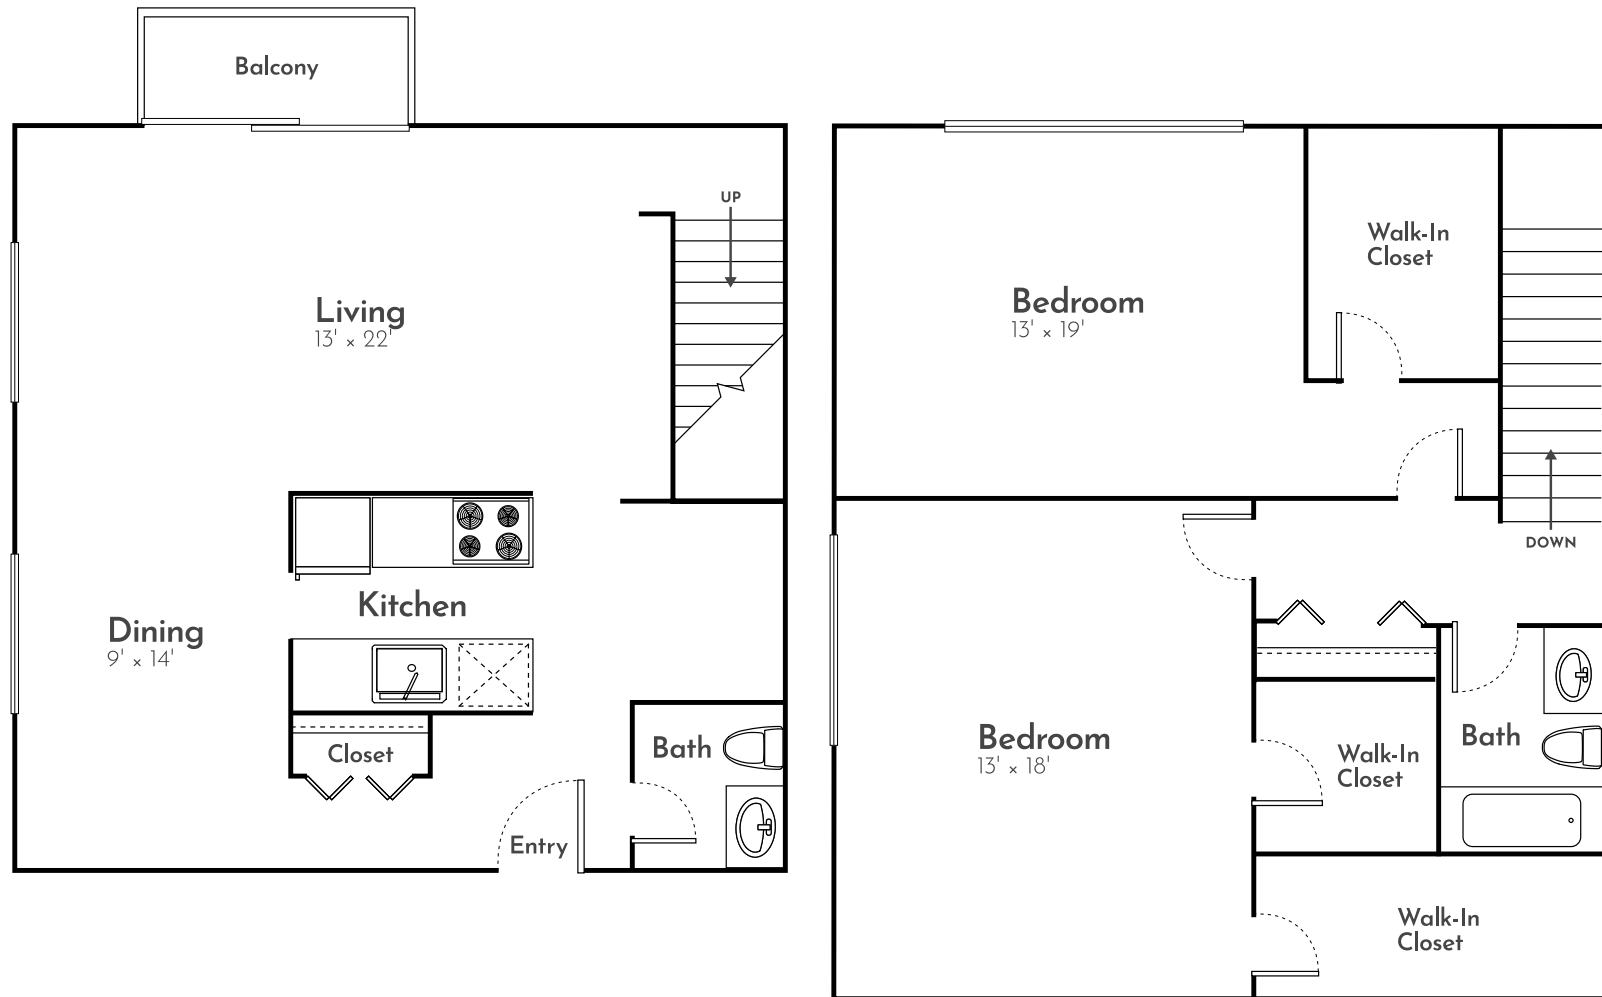 Balcony
UP
Living
13' × 22'
Kitchen
Dining
9' × 14'
Closet
Bath
Entry
Walk-In
Closet
Bedroom
13' × 19'
DOWN
Bedroom
13' × 18'
Walk-In
Closet
Bath
Walk-In
Closet